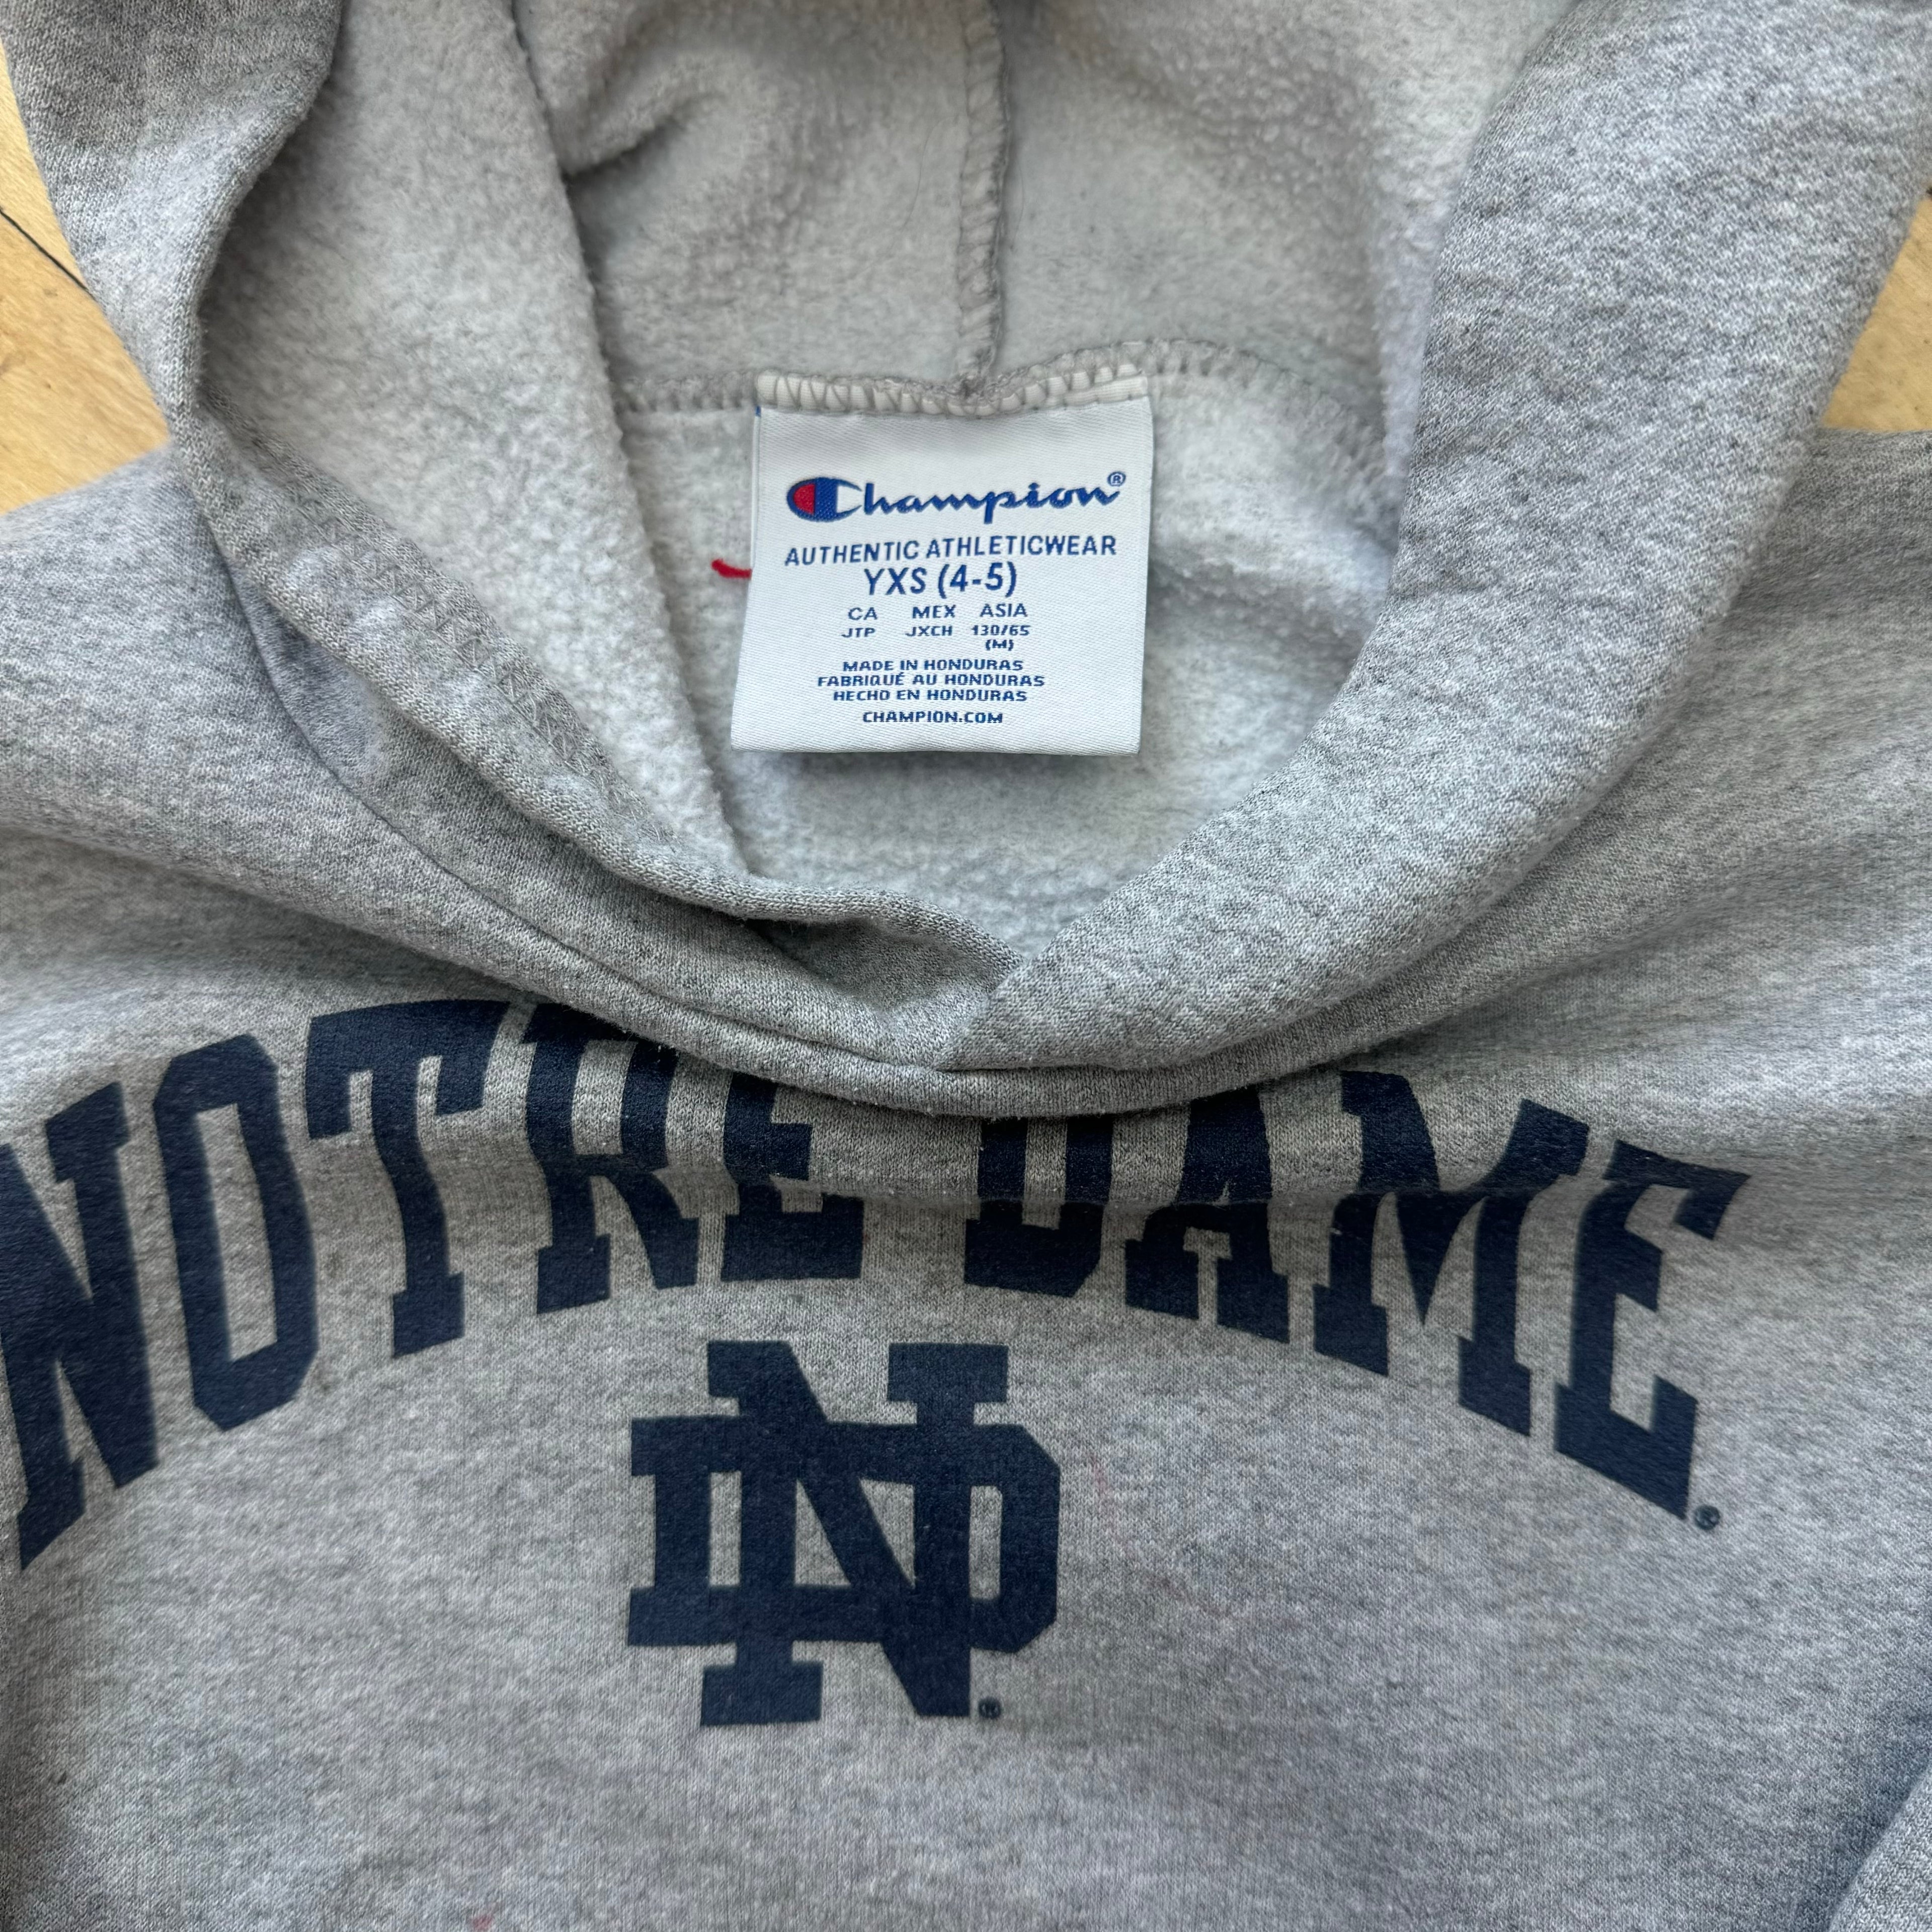 Champion®
AUTHENTIC ATHLETICWEAR
YXS (4-5)
CA MEX ASIA
JTP JXCH 130/65
(M)
MADE IN HONDURAS
FABRIQUÉ AU HONDURAS
HECHO EN HONDURAS
CHAMPION.COM
NOTRE DAME®
ND®